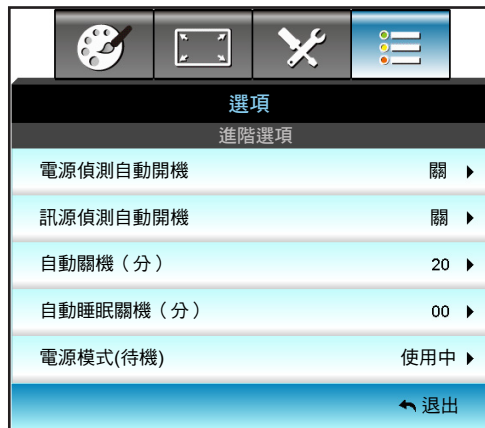 選項
進階選項
電源偵測自動開機 關
訊源偵測自動開機 關
自動關機（分） 20
自動睡眠關機（分） 00
電源模式(待機) 使用中
退出